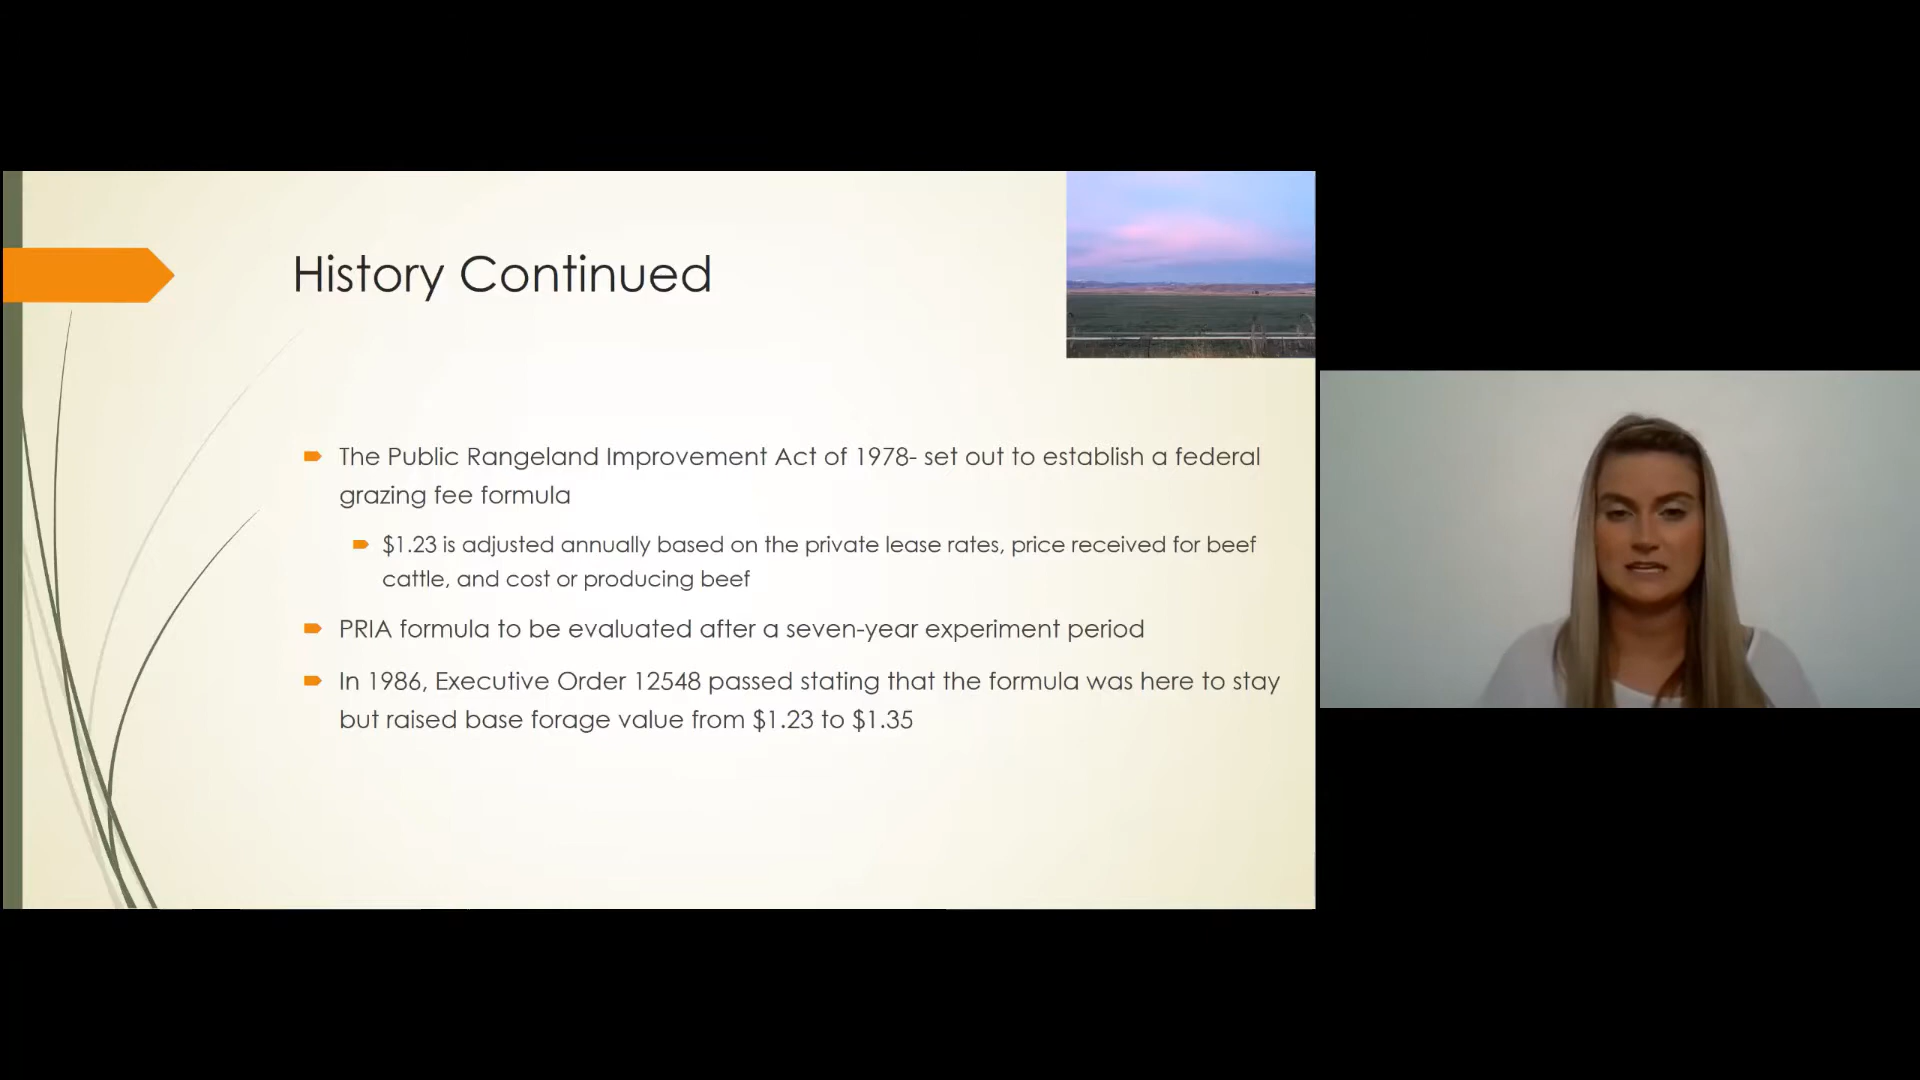 History Continued
The Public Rangeland Improvement Act of 1978- set out to establish a federal
grazing fee formula
$1.23 is adjusted annually based on the private lease rates, price received for beef
cattle, and cost or producing beef
PRIA formula to be evaluated after a seven-year experiment period
In 1986, Executive Order 12548 passed stating that the formula was here to stay
but raised base forage value from $1.23 to $1.35